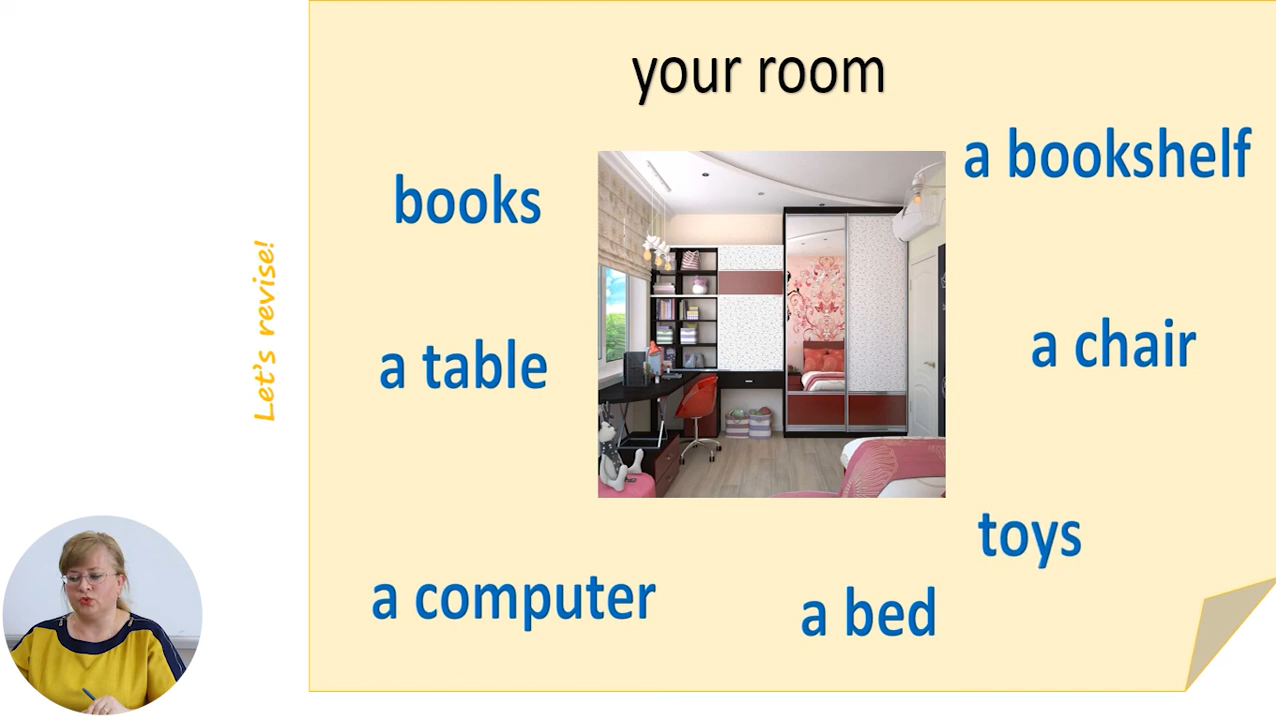 Let's revise!
your room
a bookshelf
books
a chair
a table
toys
a computer
a bed